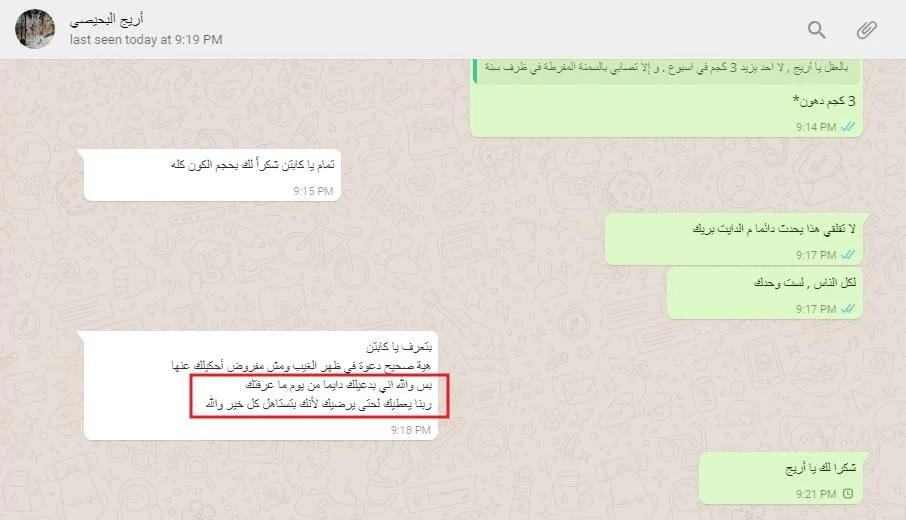 أريج البحيصي
last seen today at 9:19 PM
بالعقل يا أريج , لا احد يزيد 3 كجم في اسبوع . و إلا تصابي بالسمنة المفرطة في ظرف سنة
3 كجم دهون*
9:14 PM
تمام يا كابتن شكراً لك بحجم الكون كله
9:15 PM
لا تقلقي هذا يحدث دائما م الدايت بريك
9:17 PM
لكل الناس , لست وحدك
9:17 PM
بتعرف يا كابتن
هية صحيح دعوة في ظهر الغيب ومش مفروض أحكيلك عنها
بس والله اني بدعيلك دايما من يوم ما عرفتك
ربنا يعطيك لحتى يرضيك لأنك بتستاهل كل خير والله
9:18 PM
شكرا لك يا أريج
9:21 PM